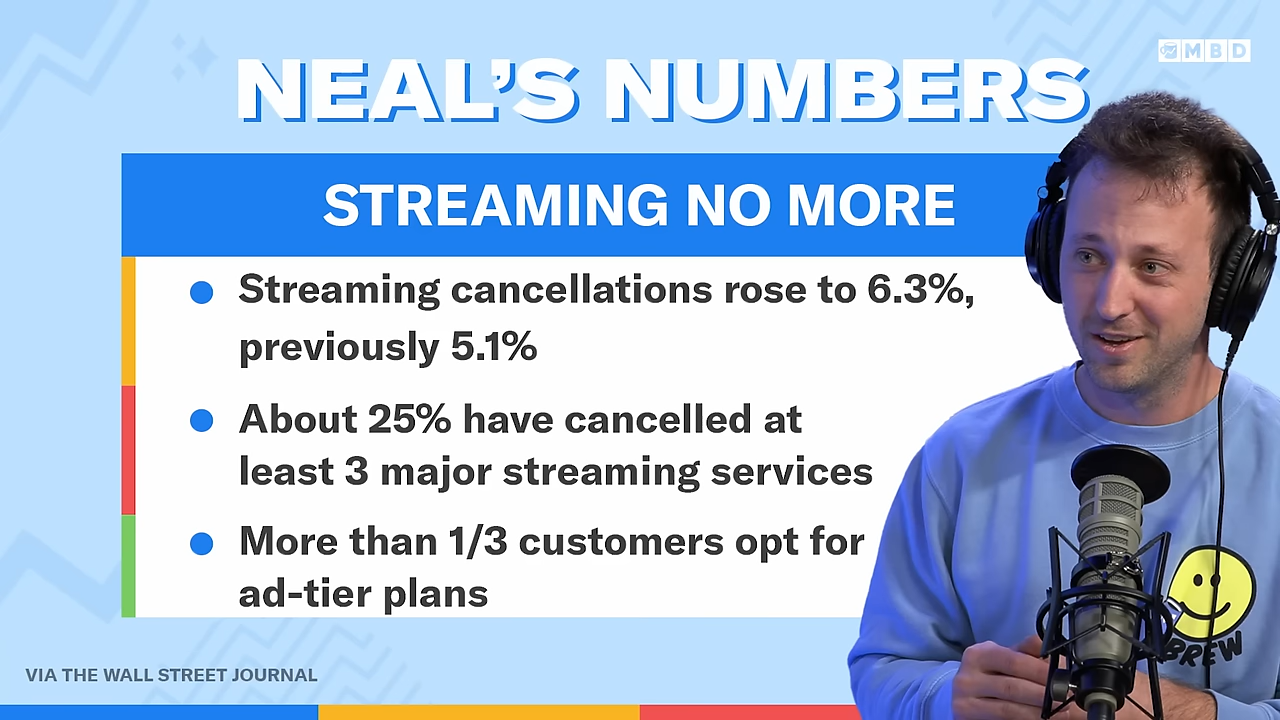 MBD
NEAL'S NUMBERS
STREAMING NO MORE
Streaming cancellations rose to 6.3%,
previously 5.1%
About 25% have cancelled at
least 3 major streaming services
More than 1/3 customers opt for
ad-tier plans
BREW
VIA THE WALL STREET JOURNAL